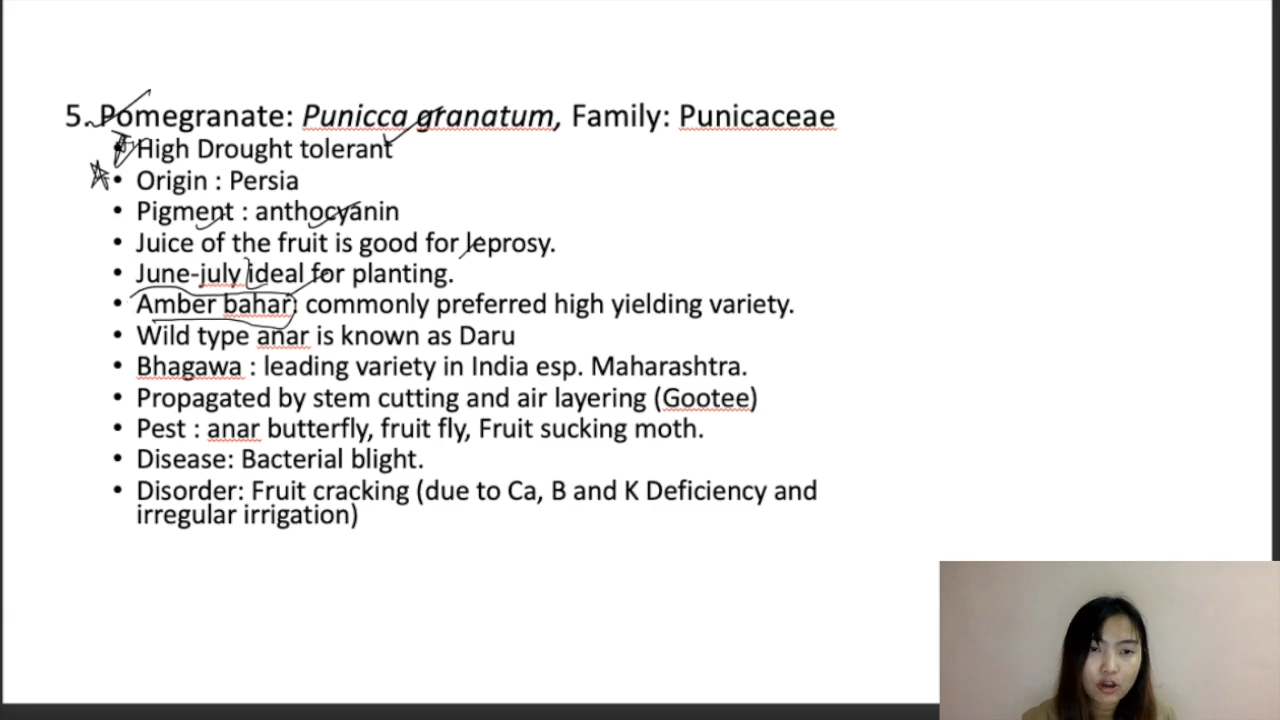 5. Pomegranate: Punicca granatum, Family: Punicaceae
• High Drought tolerant
• Origin : Persia
• Pigment : anthocyanin
• Juice of the fruit is good for leprosy.
• June-july ideal for planting.
• Amber bahar: commonly preferred high yielding variety.
• Wild type anar is known as Daru
• Bhagawa : leading variety in India esp. Maharashtra.
• Propagated by stem cutting and air layering (Gootee)
• Pest : anar butterfly, fruit fly, Fruit sucking moth.
• Disease: Bacterial blight.
• Disorder: Fruit cracking (due to Ca, B and K Deficiency and
irregular irrigation)